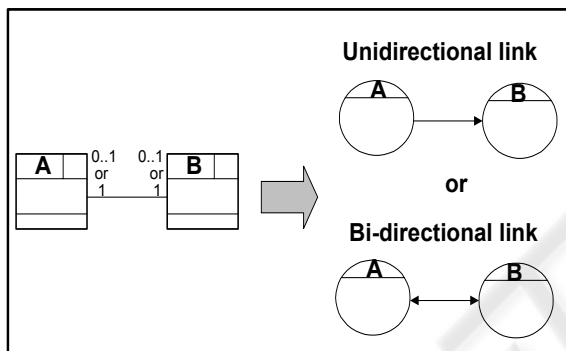 Unidirectional link
A
B
A
0..1
or
1
0..1
or
1
B
or
Bi-directional link
A
B